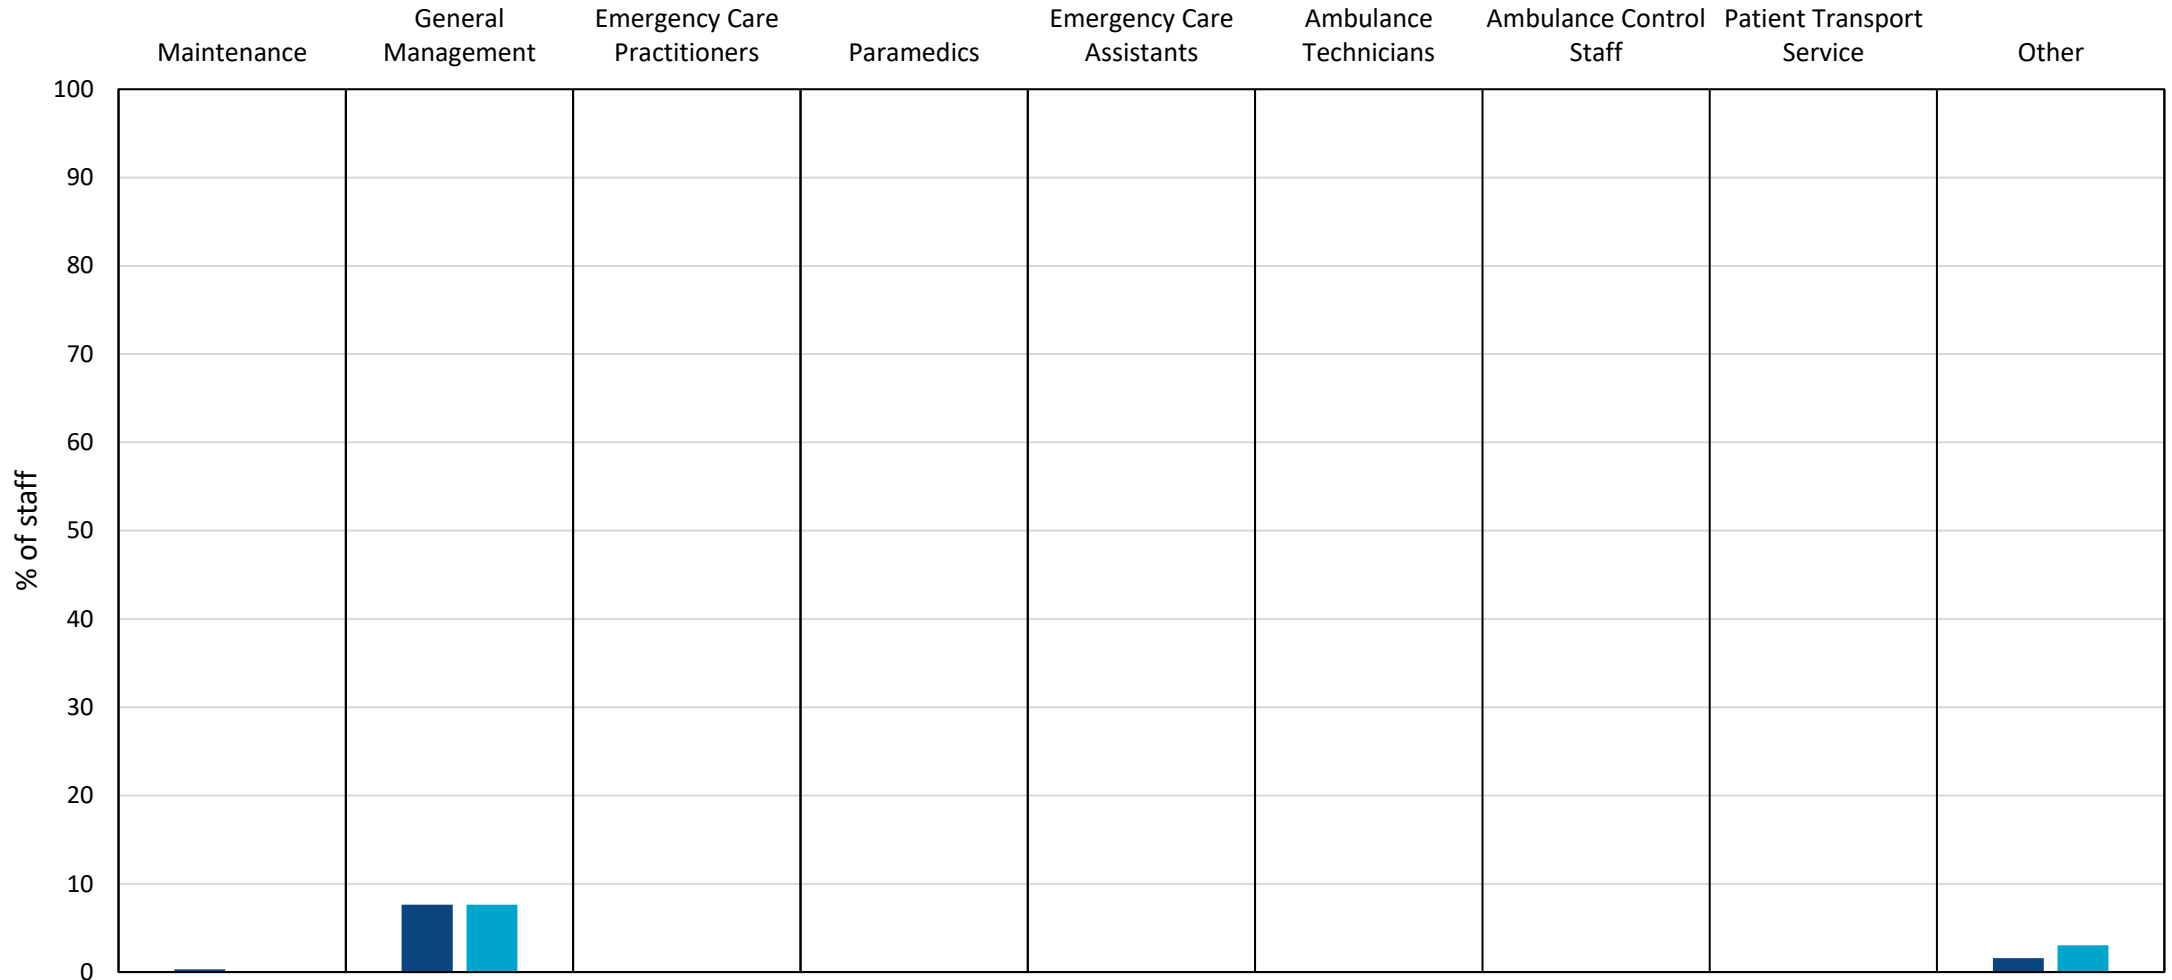 Maintenance
General
Management
Emergency Care
Practitioners
Paramedics
Emergency Care
Assistants
Ambulance
Technicians
Ambulance Control
Staff
Patient Transport
Service
Other
100
90
80
70
60
50
40
30
20
10
0
% of staff